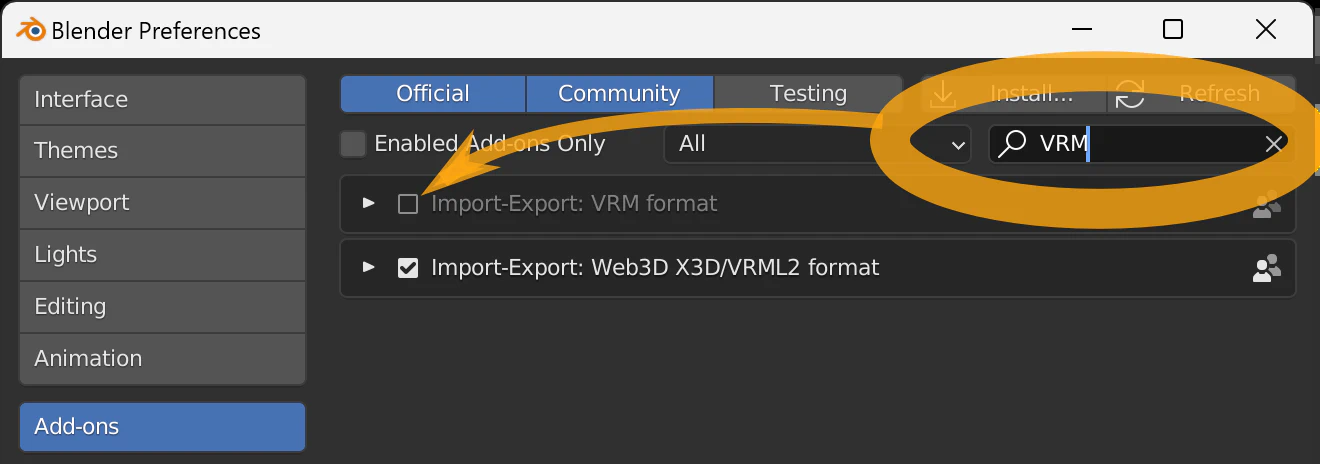 Blender Preferences
Interface
Themes
Viewport
Lights
Editing
Animation
Add-ons
Official Community Testing Install... Refresh
Enabled Add-ons Only All VRM
Import-Export: VRM format
Import-Export: Web3D X3D/VRML2 format